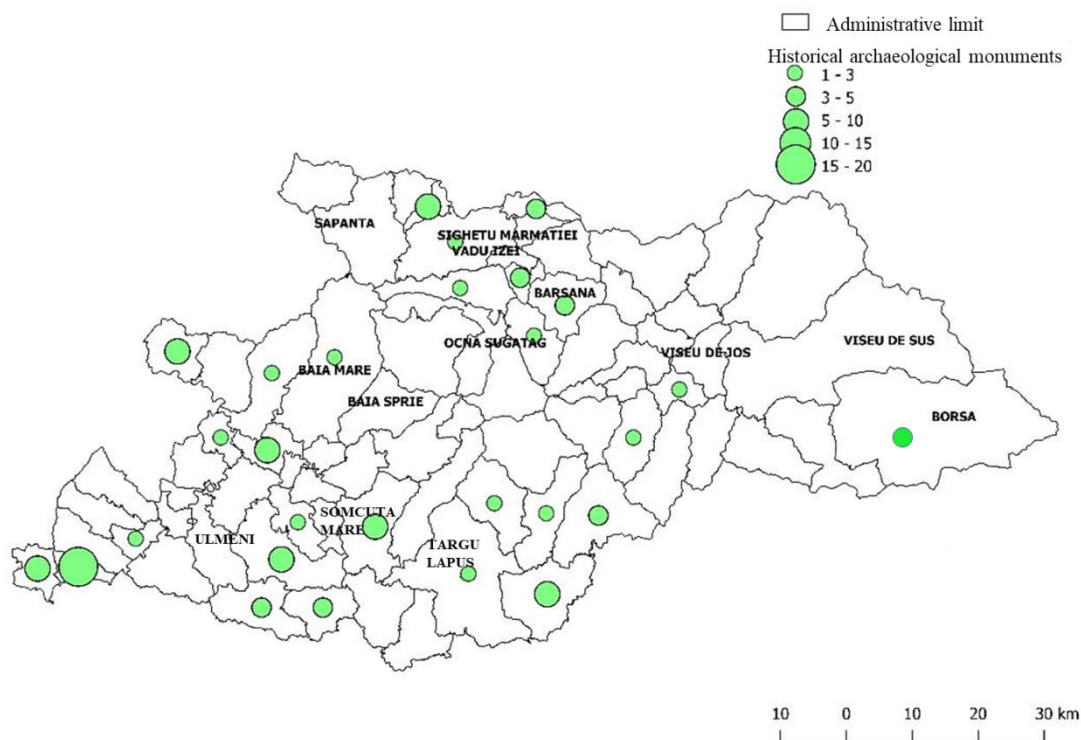 Administrative limit
Historical archaeological monuments
1 - 3
3 - 5
5 - 10
10 - 15
15 - 20
SAPANTA
SIGHETU MARMATIEI
VADU IZEI
BARSANA
OCNA SUGATAG
VISEU DE JOS
VISEU DE SUS
BAIA MARE
BAIA SPRIE
BORSA
SOMCUTA
MARE
ULMENI
TARGU
LAPUS
10 0 10 20 30 km